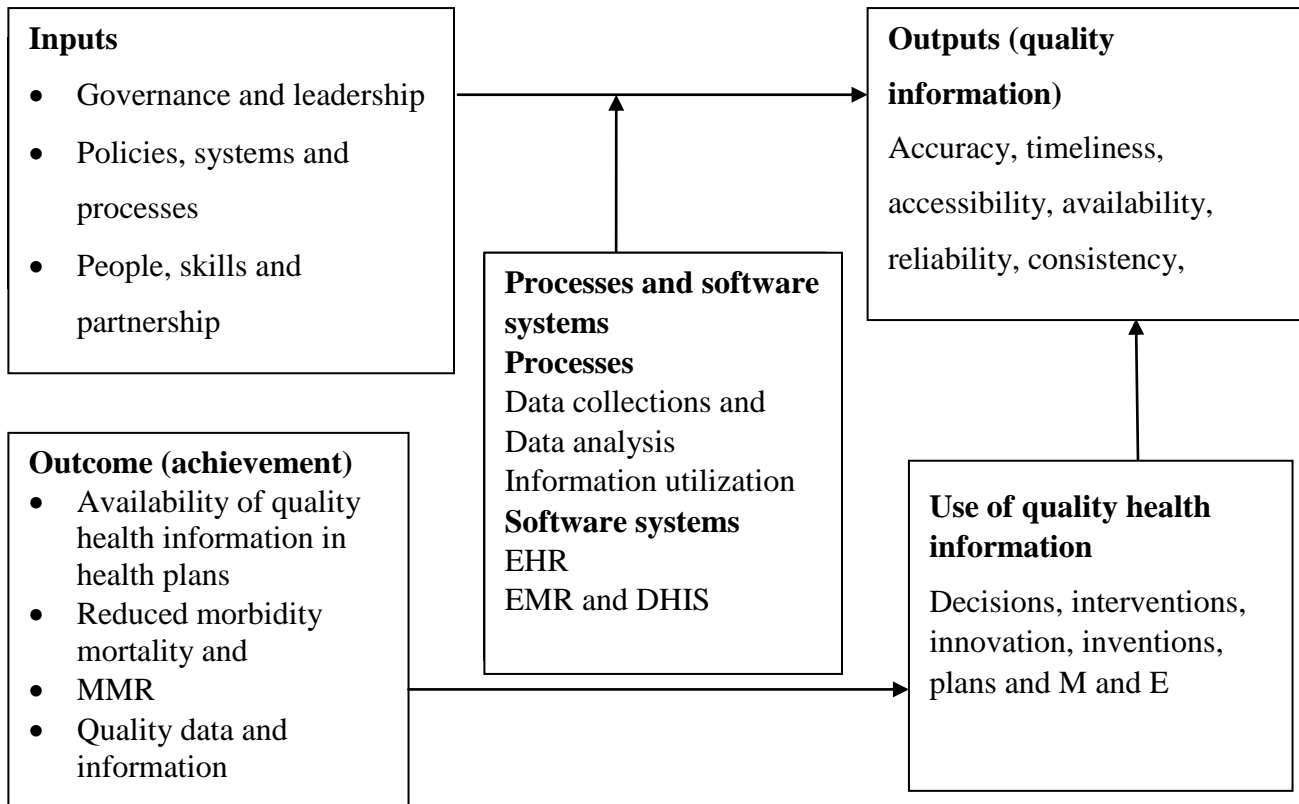 Inputs
• Governance and leadership
• Policies, systems and
processes
• People, skills and
partnership
Outputs (quality
information)
Accuracy, timeliness,
accessibility, availability,
reliability, consistency,
Processes and software
systems
Processes
Data collections and
Data analysis
Information utilization
Software systems
EHR
EMR and DHIS
Outcome (achievement)
• Availability of quality
health information in
health plans
• Reduced morbidity
mortality and
• MMR
• Quality data and
information
Use of quality health
information
Decisions, interventions,
innovation, inventions,
plans and M and E